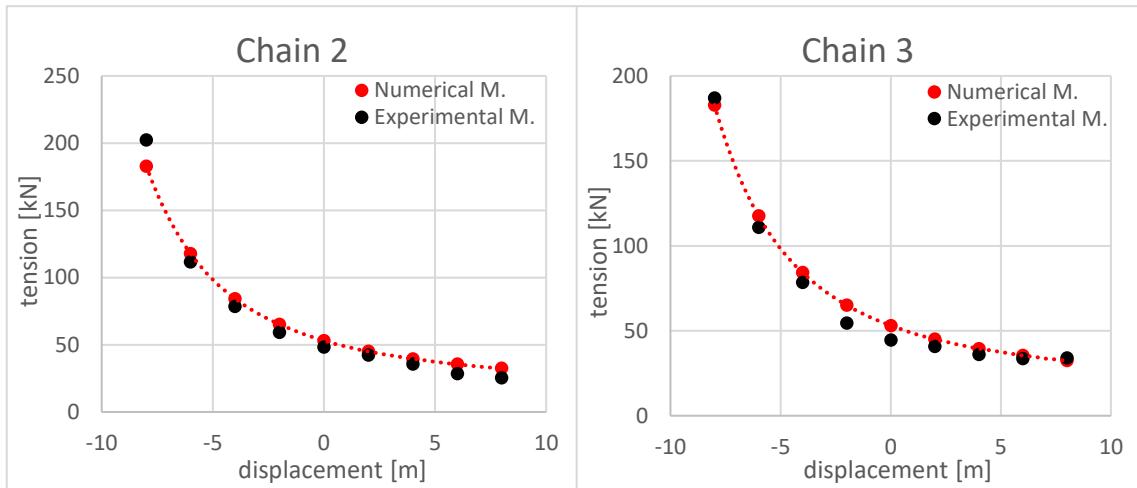 Chain 2
250
200
150
100
50
0
tension [kN]
-10 -5 0 5 10
displacement [m]
Numerical M.
Experimental M.
Chain 3
200
150
100
50
0
tension [kN]
-10 -5 0 5 10
displacement [m]
Numerical M.
Experimental M.